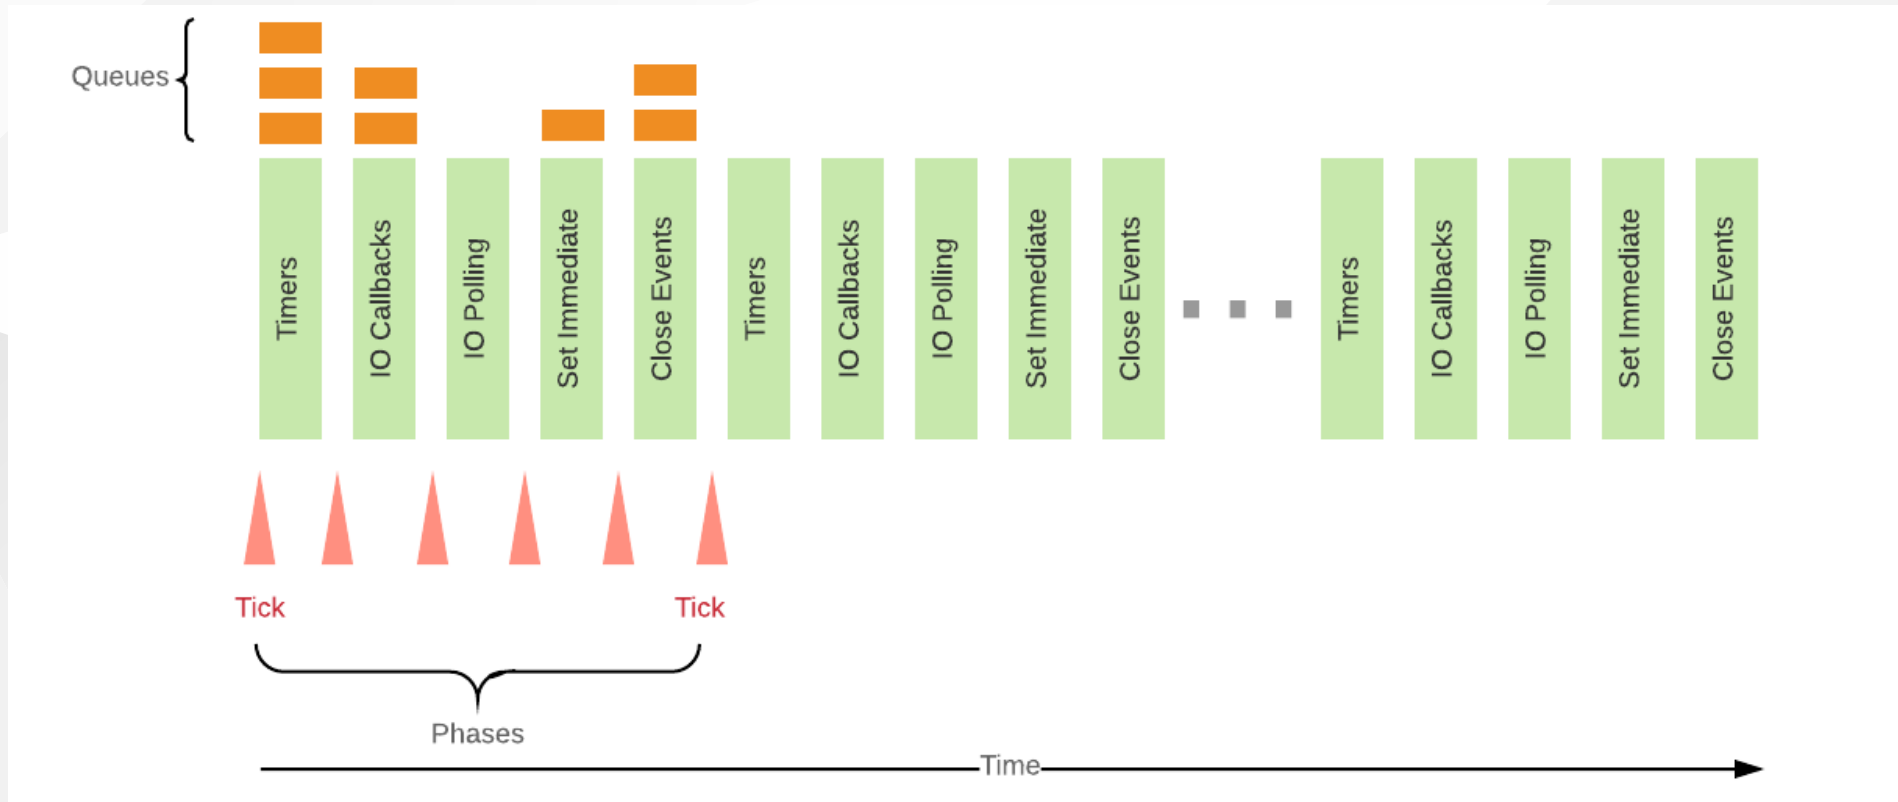 Queues
Timers
IO Callbacks
IO Polling
Set Immediate
Close Events
Timers
IO Callbacks
IO Polling
Set Immediate
Close Events
Timers
IO Callbacks
IO Polling
Set Immediate
Close Events
Tick
Tick
Phases
Time